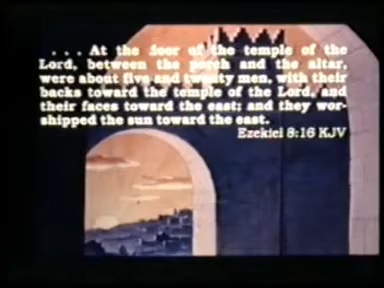 . . . At the door of the temple of the
Lord, between the porch and the altar,
were about five and twenty men, with their
backs toward the temple of the Lord, and
their faces toward the east; and they wor-
shipped the sun toward the east.
Ezekiel 8:16 KJV